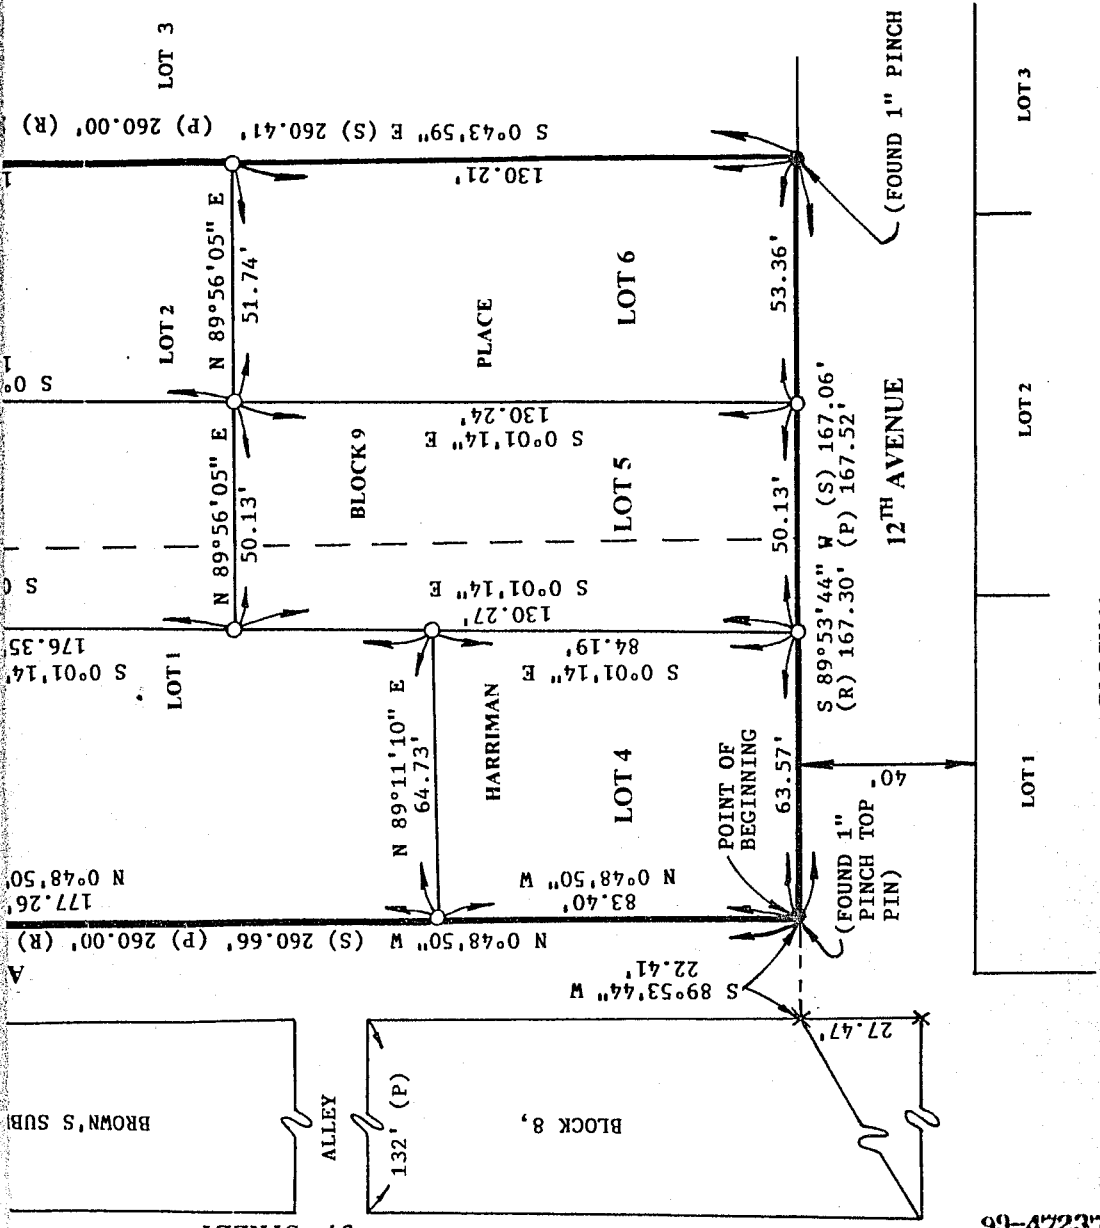 LOT 3
S 0°43'59" E (S) 260.41' (P) 260.00' (R)
130.21'
(FOUND 1" PINCH
LOT 3
N 89°56'05" E
51.74'
LOT 2
PLACE
LOT 6
53.36'
S 0°
130.24'
S 0°01'14" E
N 89°56'05" E
50.13'
BLOCK 9
LOT 5
50.13'
S 89°53'44" W (S) 167.06'
(R) 167.30' (P) 167.52'
12TH AVENUE
LOT 2
S 0
S 0°01'14" E
130.27'
176.35
S 0°01'14'
84.19'
S 0°01'14" E
LOT 1
N 89°11'10" E
64.73'
HARRIMAN
LOT 4
POINT OF
BEGINNING
63.57'
40'
LOT 1
N 0°48'50'
177.26'
N 0°48'50" W
83.40'
N 0°48'50" W (S) 260.66' (P) 260.00' (R)
(FOUND 1"
PINCH TOP
PIN)
A
S 89°53'44" W
22.41'
27.47'
BROWN'S SUB
ALLEY
132' (P)
BLOCK 8,
STREET
99-47237